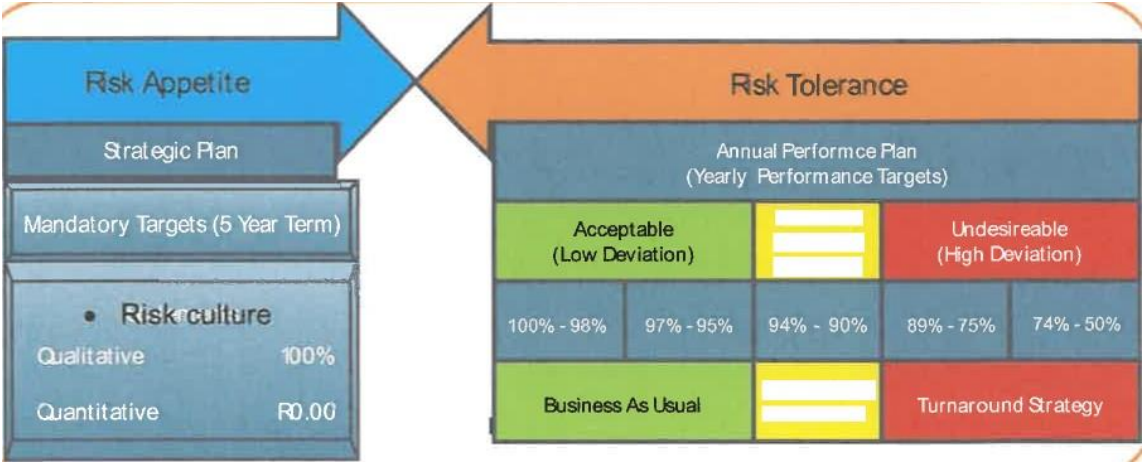 Risk Appetite
Risk Tolerance
Strategic Plan
Annual Performce Plan
(Yearly Performance Targets)
Mandatory Targets (5 Year Term)
Acceptable
(Low Deviation)
Undesireable
(High Deviation)
• Risk culture
Qualitative 100%
Quantitative R0.00
100% - 98% 97% - 95% 94% - 90% 89% - 75% 74% - 50%
Business As Usual
Turnaround Strategy